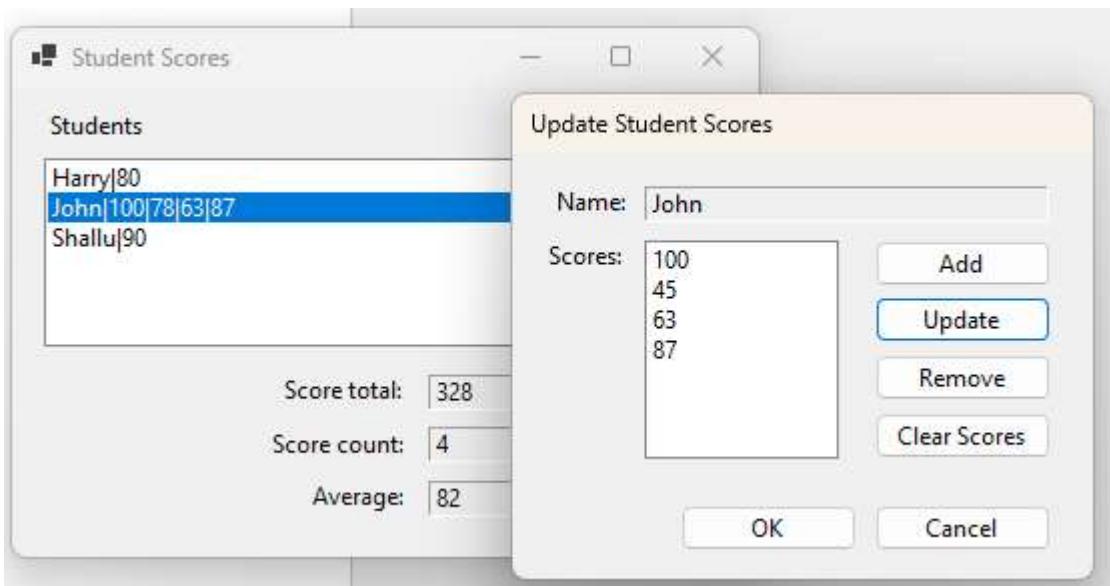 Student Scores
Students
Harry|80
John|100|78|63|87
Shallu|90
Score total: 328
Score count: 4
Average: 82
Update Student Scores
Name: John
Scores:
100
45
63
87
Add
Update
Remove
Clear Scores
OK
Cancel